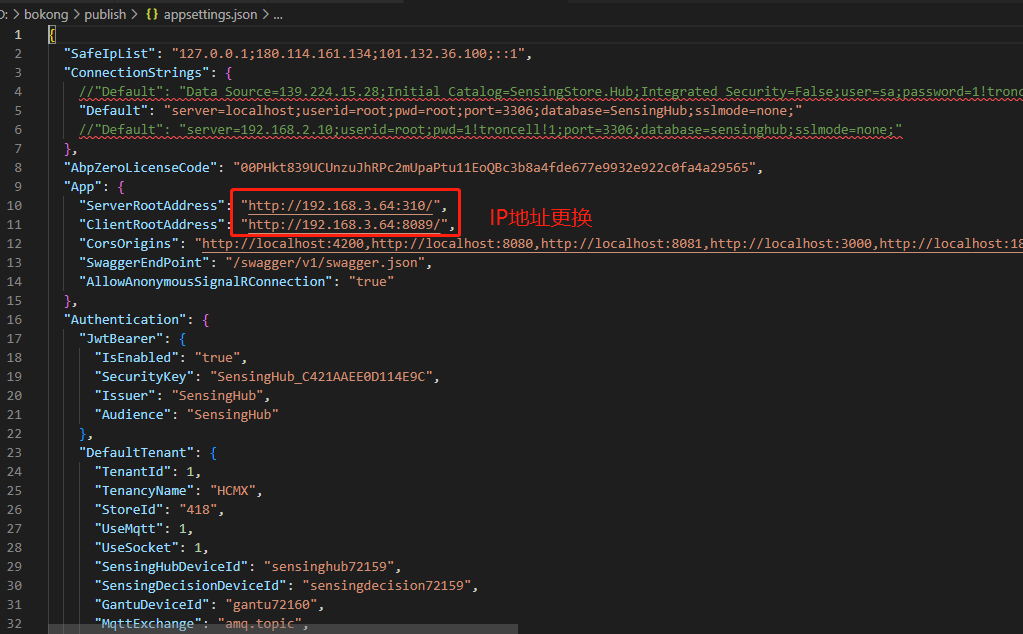 D: > bokong > publish > {} appsettings.json > ...
1 {
2 "SafeIpList": "127.0.0.1;180.114.161.134;101.132.36.100;::1",
3 "ConnectionStrings": {
4 //"Default": "Data Source=139.224.15.28;Initial Catalog=SensingStore.Hub;Integrated Security=False;user=sa;password=1!tronc
5 "Default": "server=localhost;userid=root;pwd=root;port=3306;database=SensingHub;sslmode=none;"
6 //"Default": "server=192.168.2.10;userid=root;pwd=1!troncell!1;port=3306;database=sensinghub;sslmode=none;"
7 },
8 "AbpZeroLicenseCode": "00PHkt839UCUnzuJhRPc2mUpaPtu11EoQBc3b8a4fde677e9932e922c0fa4a29565",
9 "App": {
10 "ServerRootAddress": "http://192.168.3.64:310/",
11 "ClientRootAddress": "http://192.168.3.64:8089/",
IP地址更换
12 "CorsOrigins": "http://localhost:4200,http://localhost:8080,http://localhost:8081,http://localhost:3000,http://localhost:18
13 "SwaggerEndPoint": "/swagger/v1/swagger.json",
14 "AllowAnonymousSignalRConnection": "true"
15 },
16 "Authentication": {
17 "JwtBearer": {
18 "IsEnabled": "true",
19 "SecurityKey": "SensingHub_C421AAEE0D114E9C",
20 "Issuer": "SensingHub",
21 "Audience": "SensingHub"
22 },
23 "DefaultTenant": {
24 "TenantId": 1,
25 "TenancyName": "HCMX",
26 "StoreId": "418",
27 "UseMqtt": 1,
28 "UseSocket": 1,
29 "SensingHubDeviceId": "sensinghub72159",
30 "SensingDecisionDeviceId": "sensingdecision72159",
31 "GantuDeviceId": "gantu72160",
32 "MqttExchange": "amq.topic",